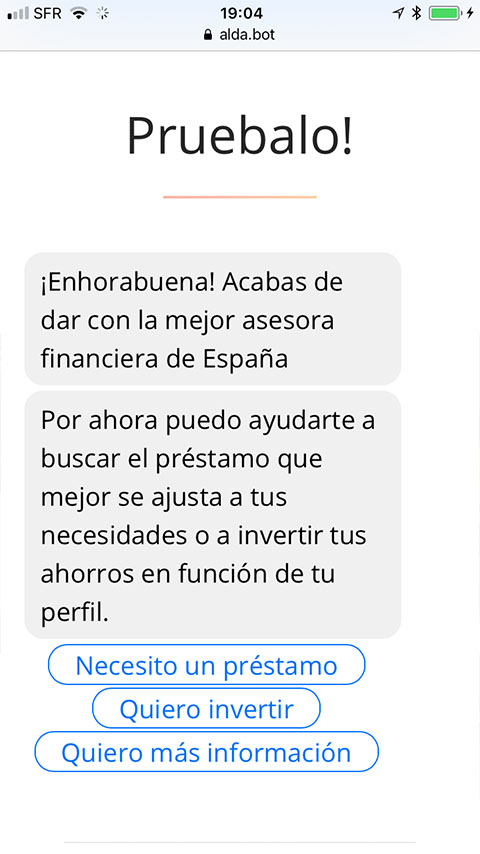 SFR 19:04
alda.bot
Pruebalo!
¡Enhorabuena! Acabas de
dar con la mejor asesora
financiera de España
Por ahora puedo ayudarte a
buscar el préstamo que
mejor se ajusta a tus
necesidades o a invertir tus
ahorros en función de tu
perfil.
Necesito un préstamo
Quiero invertir
Quiero más información